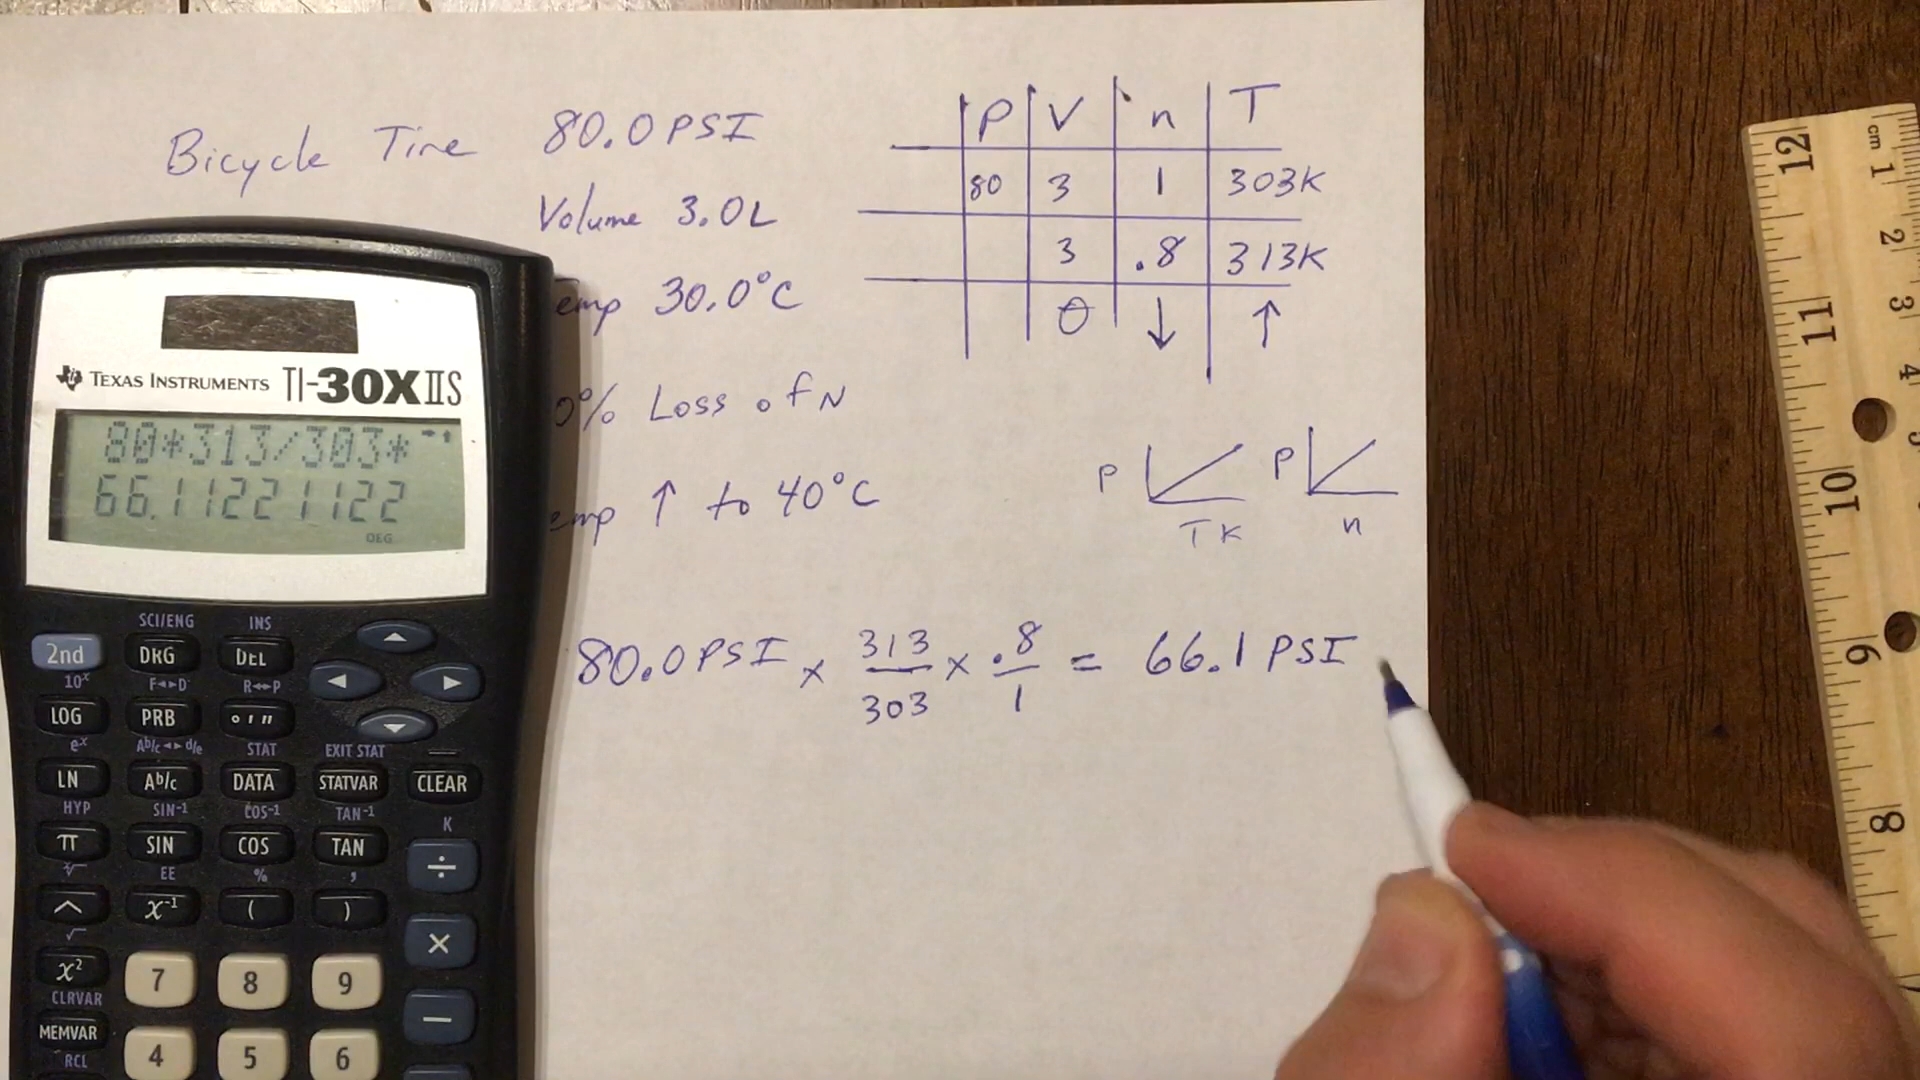 Bicycle Tire 80.0 PSI
Volume 3.0L
emp 30.0°C
0% Loss of N
emp ↑ to 40°C
P V n T
80 3 1 303K
3 .8 313K
θ ↓ ↑
P P
T K n
80.0 PSI × 313/303 × .8/1 = 66.1 PSI
TEXAS INSTRUMENTS TI-30X IIS
80*313/303*
66.11221122
DEG
SCI/ENG INS
2nd DRG DEL
10ˣ F◄►D R◄►P
LOG PRB ° ' "
eˣ Ab/c◄►d/e STAT EXIT STAT
LN Ab/c DATA STATVAR CLEAR
HYP SIN⁻¹ COS⁻¹ TAN⁻¹ K
π SIN COS TAN ÷
ˣ√ EE % ,
^ x⁻¹ ( ) ×
√
x² 7 8 9 −
CLRVAR
MEMVAR 4 5 6
RCL
12 11 10 9 8
cm 1 2 3 4